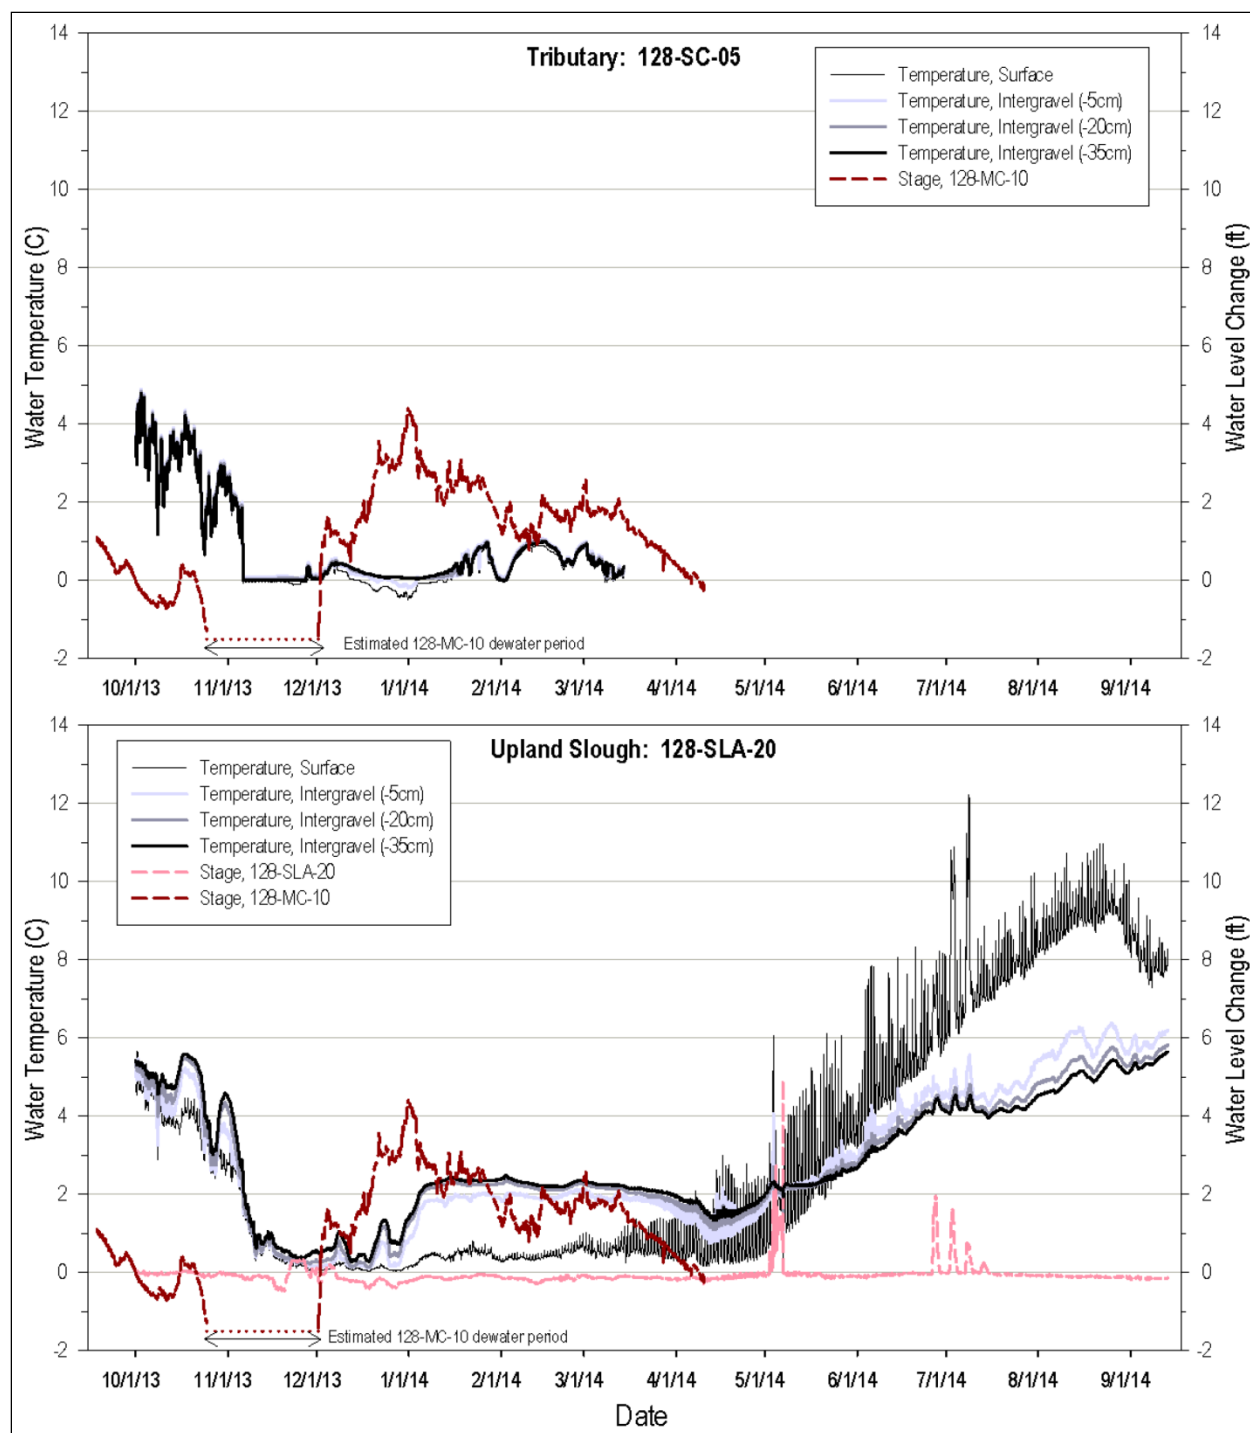 Tributary: 128-SC-05
Temperature, Surface
Temperature, Intergravel (-5cm)
Temperature, Intergravel (-20cm)
Temperature, Intergravel (-35cm)
Stage, 128-MC-10
Water Temperature (C)
Water Level Change (ft)
14 14
12 12
10 10
8 8
6 6
4 4
2 2
0 0
-2 -2
Estimated 128-MC-10 dewater period
10/1/13 11/1/13 12/1/13 1/1/14 2/1/14 3/1/14 4/1/14 5/1/14 6/1/14 7/1/14 8/1/14 9/1/14
Upland Slough: 128-SLA-20
Temperature, Surface
Temperature, Intergravel (-5cm)
Temperature, Intergravel (-20cm)
Temperature, Intergravel (-35cm)
Stage, 128-SLA-20
Stage, 128-MC-10
Water Temperature (C)
Water Level Change (ft)
14 14
12 12
10 10
8 8
6 6
4 4
2 2
0 0
-2 -2
Estimated 128-MC-10 dewater period
10/1/13 11/1/13 12/1/13 1/1/14 2/1/14 3/1/14 4/1/14 5/1/14 6/1/14 7/1/14 8/1/14 9/1/14
Date